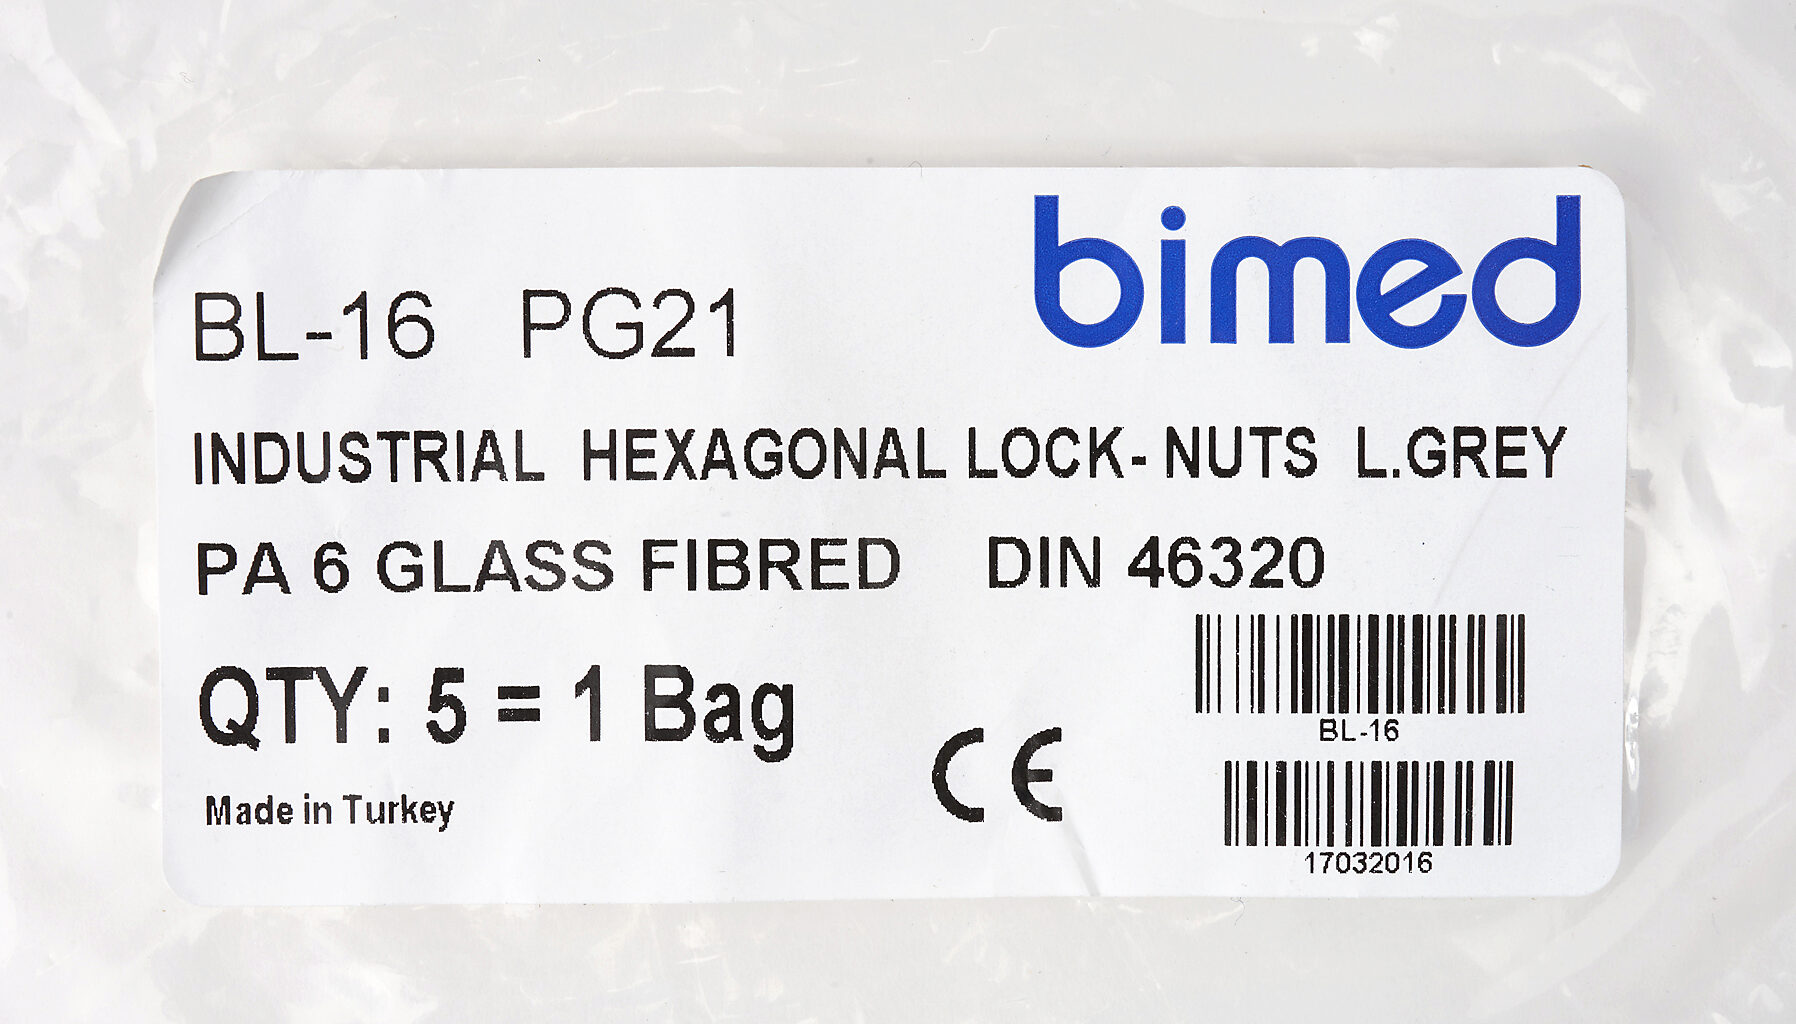 bimed
BL-16 PG21
INDUSTRIAL HEXAGONAL LOCK- NUTS L.GREY
PA 6 GLASS FIBRED DIN 46320
QTY: 5 = 1 Bag
CE
BL-16
Made in Turkey
17032016